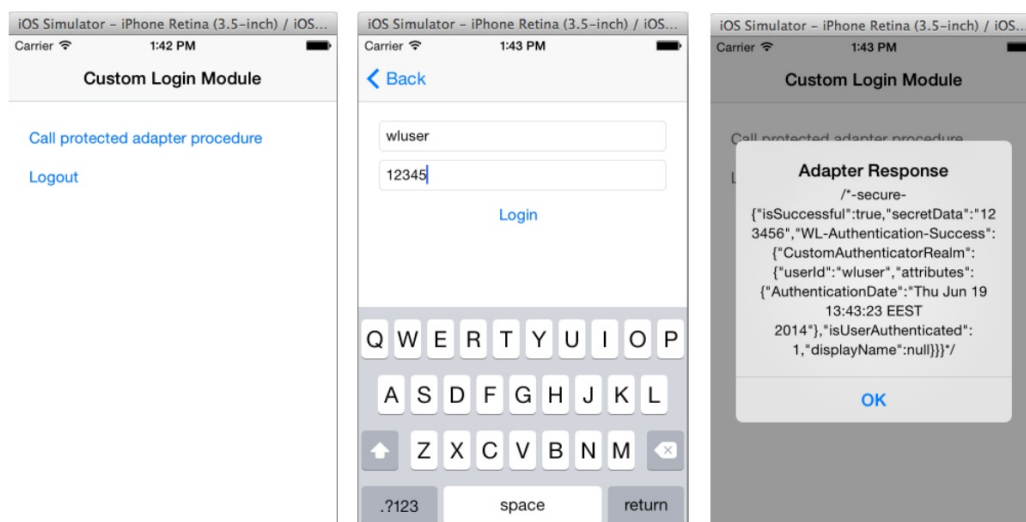 iOS Simulator – iPhone Retina (3.5-inch) / iOS...
Carrier 1:42 PM
Custom Login Module
Call protected adapter procedure
Logout
iOS Simulator – iPhone Retina (3.5-inch) / iOS...
Carrier 1:43 PM
Back
wluser
12345
Login
Q W E R T Y U I O P
A S D F G H J K L
Z X C V B N M
.?123 space return
iOS Simulator – iPhone Retina (3.5-inch) / iOS...
Carrier 1:43 PM
Custom Login Module
Call protected adapter procedure
L
Adapter Response
/*-secure-
{"isSuccessful":true,"secretData":"12
3456","WL-Authentication-Success":
{"CustomAuthenticatorRealm":
{"userId":"wluser","attributes":
{"AuthenticationDate":"Thu Jun 19
13:43:23 EEST
2014"},"isUserAuthenticated":
1,"displayName":null}}}*/
OK